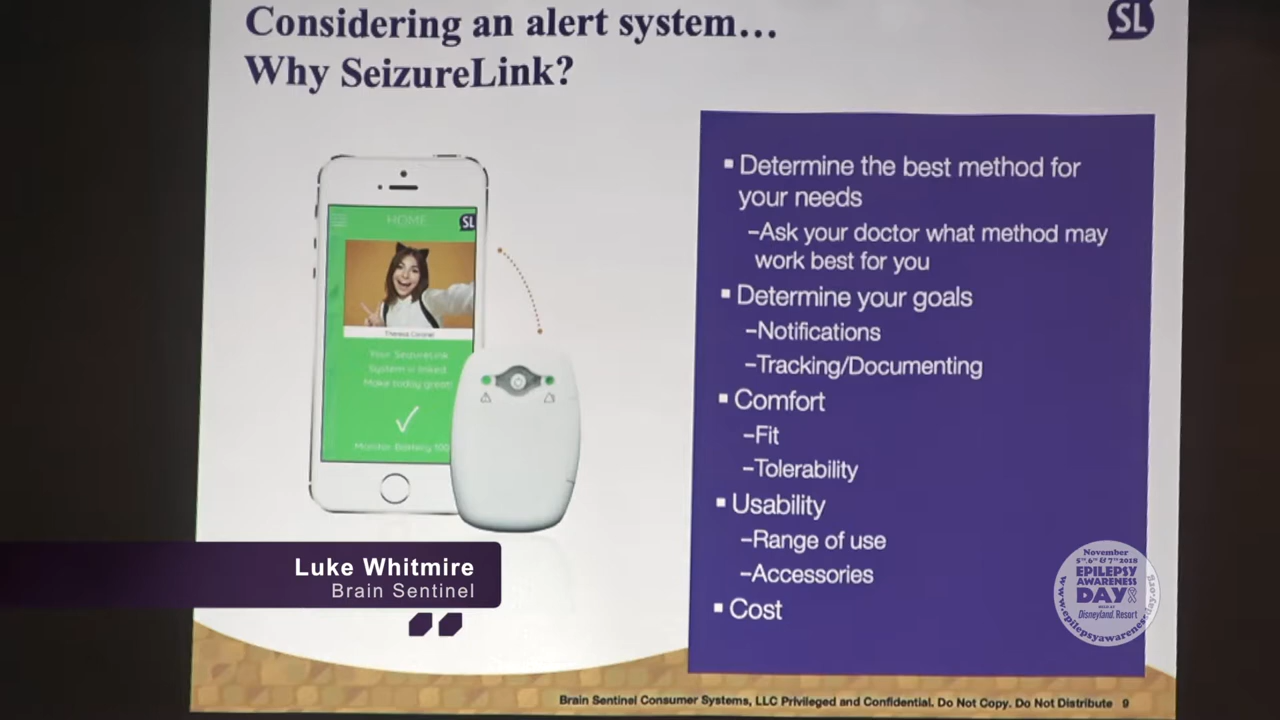 Considering an alert system...
Why SeizureLink?
SL
HOME
SL
Theresa Coronel
Your SeizureLink
System is linked.
Make today great!
Monitor Battery 100
▪ Determine the best method for
your needs
–Ask your doctor what method may
work best for you
▪ Determine your goals
–Notifications
–Tracking/Documenting
▪ Comfort
–Fit
–Tolerability
▪ Usability
–Range of use
–Accessories
▪ Cost
Luke Whitmire
Brain Sentinel
November
5TH, 6TH & 7TH 2018
EPILEPSY
AWARENESS
DAY
HELD AT
Disneyland Resort
www.epilepsyawarenessday.org
Brain Sentinel Consumer Systems, LLC Privileged and Confidential. Do Not Copy. Do Not Distribute 9